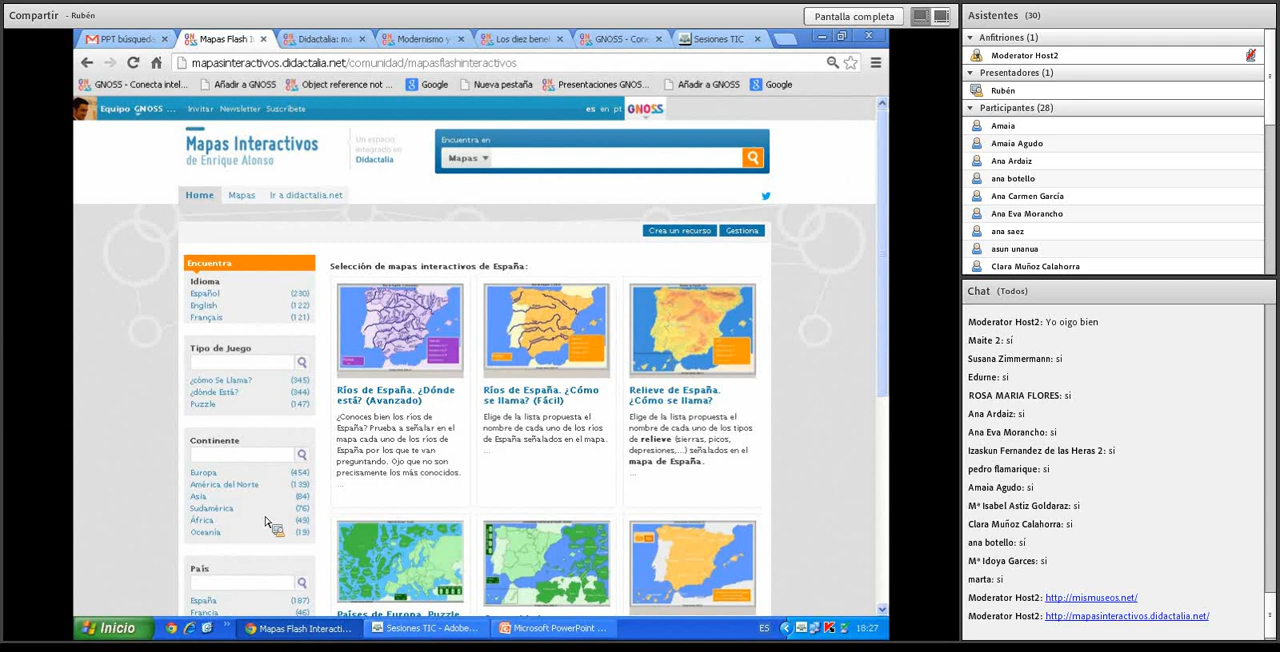 Compartir - Rubén
Pantalla completa
PPT búsqued
Mapas Flash I
Didactalia: ma
Modernismo y
Los diez bene
GNOSS - Cone
Sesiones TIC
mapasinteractivos.didactalia.net/comunidad/mapasflashinteractivos
GNOSS - Conecta intel...
Añadir a GNOSS
Object reference not ...
Google
Nueva pestaña
Presentaciones GNOSS...
Añadir a GNOSS
Google
Equipo GNOSS ...
Invitar
Newsletter
Suscríbete
es en pt
GNOSS
Mapas Interactivos
de Enrique Alonso
Un espacio
integrado en
Didactalia
Encuentra en
Mapas
Home
Mapas
Ir a didactalia.net
Crea un recurso
Gestiona
Encuentra
Idioma
Español (230)
English (122)
Français (121)
Tipo de Juego
¿cómo Se Llama? (345)
¿dónde Está? (344)
Puzzle (147)
Continente
Europa (454)
América del Norte (139)
Asia (84)
Sudamérica (76)
África (49)
Oceanía (19)
País
España (187)
Francia (46)
Selección de mapas interactivos de España:
Ríos de España. ¿Dónde
está? (Avanzado)
¿Conoces bien los ríos de
España? Prueba a señalar en el
mapa cada uno de los ríos de
España por los que te van
preguntando. Ojo que no son
precisamente los más conocidos.
...
Ríos de España. ¿Cómo
se llama? (Fácil)
Elige de la lista propuesta el
nombre de cada uno de los ríos
de España señalados en el mapa.
...
Relieve de España.
¿Cómo se llama?
Elige de la lista propuesta el
nombre de cada uno de los tipos
de relieve (sierras, picos,
depresiones,...) señalados en el
mapa de España.
...
Países de Europa. Puzzle
Inicio
Mapas Flash Interacti...
Sesiones TIC - Adobe...
Microsoft PowerPoint ...
ES
18:27
Asistentes (30)
Anfitriones (1)
Moderator Host2
Presentadores (1)
Rubén
Participantes (28)
Amaia
Amaia Agudo
Ana Ardaiz
ana botello
Ana Carmen García
Ana Eva Morancho
ana saez
asun unanua
Clara Muñoz Calahorra
Chat (Todos)
Moderator Host2: Yo oigo bien
Maite 2: sí
Susana Zimmermann: si
Edurne: si
ROSA MARIA FLORES: si
Ana Ardaiz: si
Ana Eva Morancho: si
Izaskun Fernandez de las Heras 2: si
pedro flamarique: si
Amaia Agudo: si
Mª Isabel Astiz Goldaraz: si
Clara Muñoz Calahorra: si
ana botello: sí
Mª Idoya Garces: si
marta: si
Moderator Host2: http://mismuseos.net/
Moderator Host2: http://mapasinteractivos.didactalia.net/